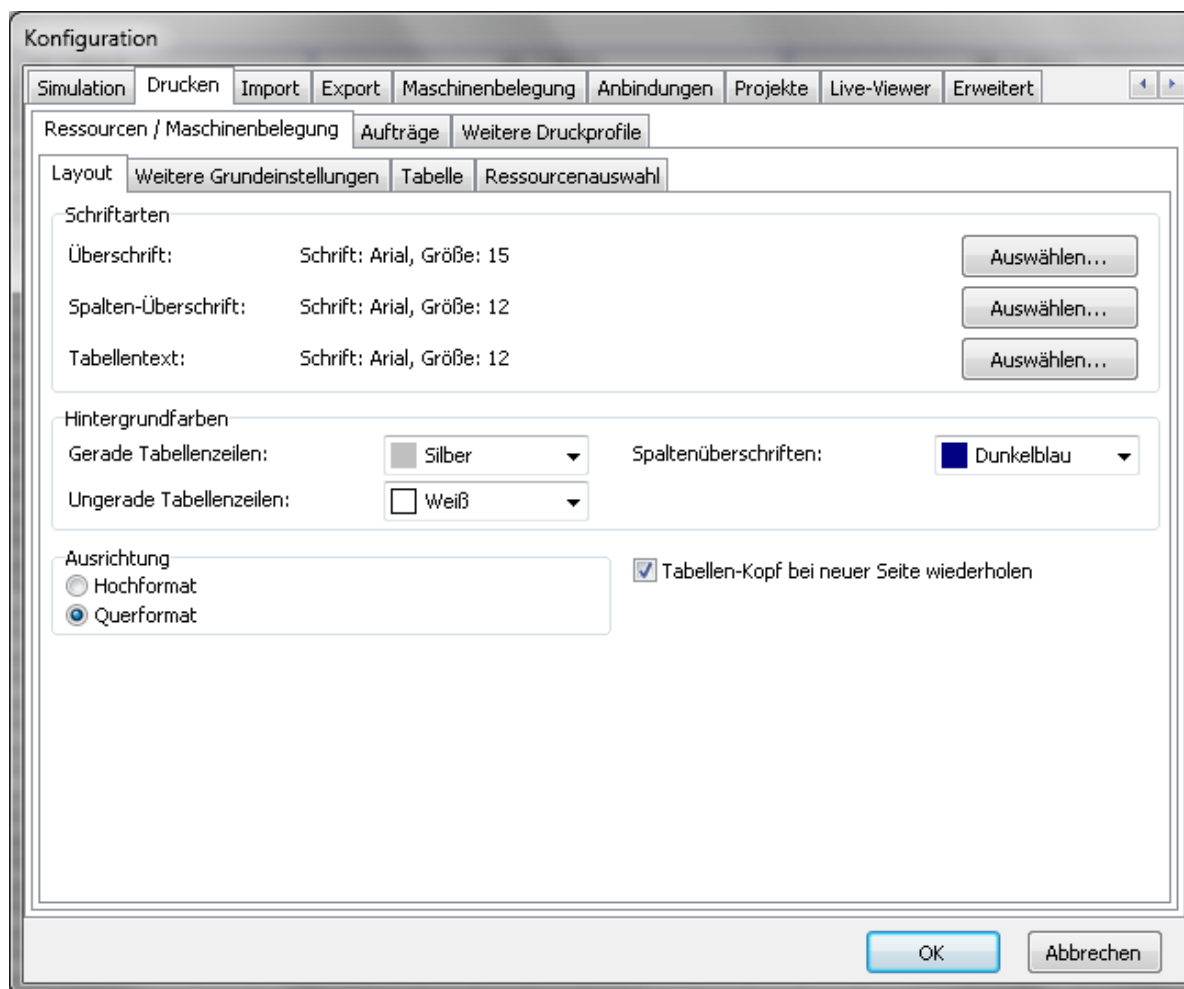 Konfiguration
Simulation Drucken Import Export Maschinenbelegung Anbindungen Projekte Live-Viewer Erweitert
Ressourcen / Maschinenbelegung Aufträge Weitere Druckprofile
Layout Weitere Grundeinstellungen Tabelle Ressourcenauswahl
Schriftarten
Überschrift: Schrift: Arial, Größe: 15 Auswählen...
Spalten-Überschrift: Schrift: Arial, Größe: 12 Auswählen...
Tabellentext: Schrift: Arial, Größe: 12 Auswählen...
Hintergrundfarben
Gerade Tabellenzeilen: Silber Spaltenüberschriften: Dunkelblau
Ungerade Tabellenzeilen: Weiß
Ausrichtung
Hochformat Tabellen-Kopf bei neuer Seite wiederholen
Querformat
OK Abbrechen